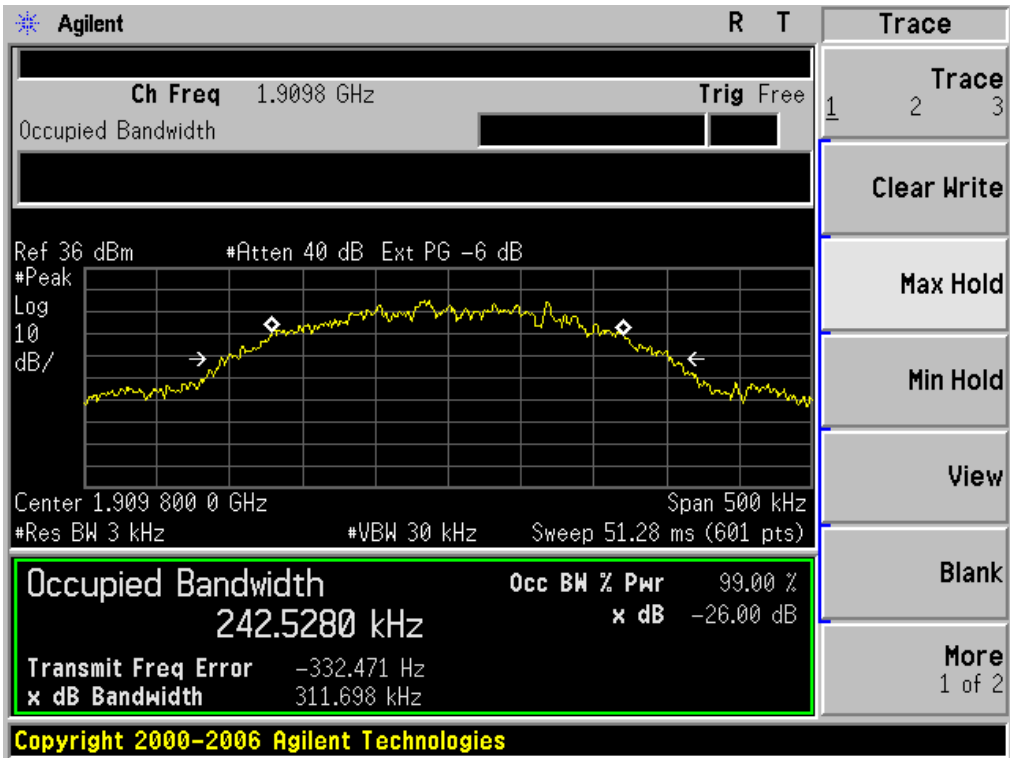 Agilent R T
Ch Freq 1.9098 GHz Trig Free
Occupied Bandwidth
Ref 36 dBm #Atten 40 dB Ext PG -6 dB
#Peak
Log
10
dB/
Center 1.909 800 0 GHz Span 500 kHz
#Res BW 3 kHz #VBW 30 kHz Sweep 51.28 ms (601 pts)
Occupied Bandwidth
242.5280 kHz
Occ BW % Pwr 99.00 %
x dB -26.00 dB
Transmit Freq Error -332.471 Hz
x dB Bandwidth 311.698 kHz
Copyright 2000-2006 Agilent Technologies
Trace
Trace
1 2 3
Clear Write
Max Hold
Min Hold
View
Blank
More
1 of 2